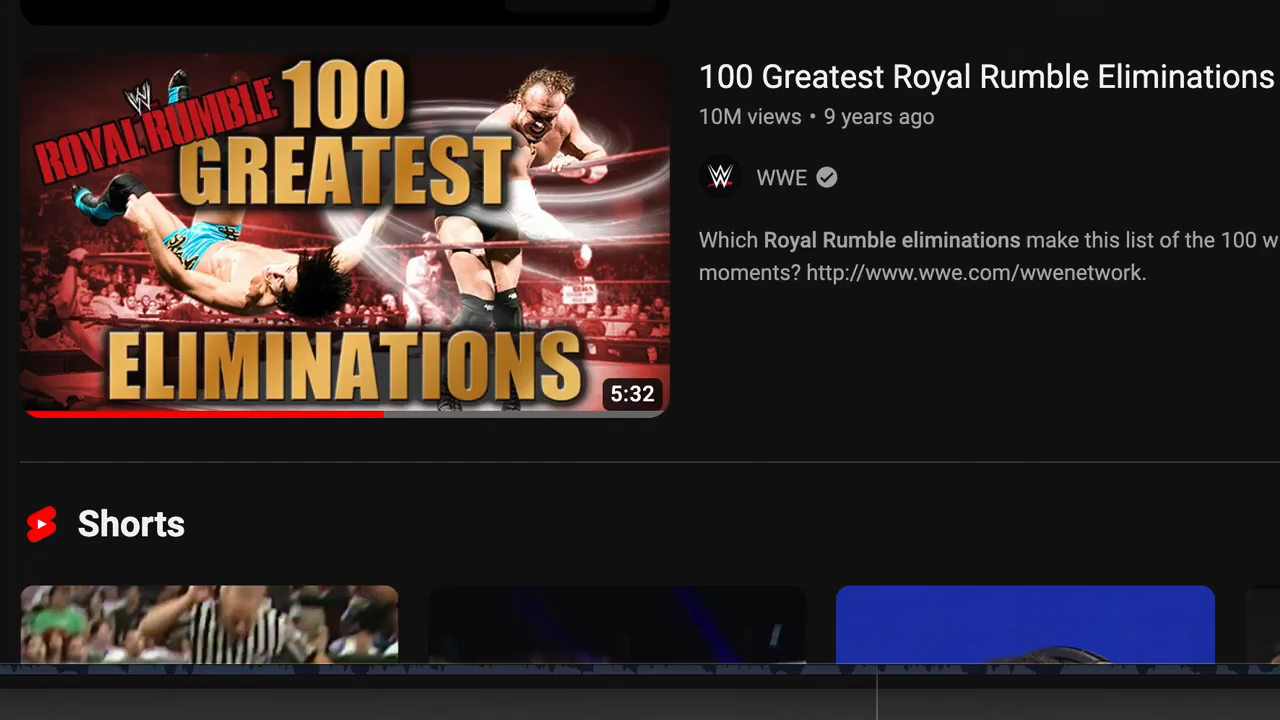 W
ROYAL RUMBLE
100
GREATEST
ELIMINATIONS
5:32
100 Greatest Royal Rumble Eliminations
10M views • 9 years ago
W
WWE
Which Royal Rumble eliminations make this list of the 100 w
moments? http://www.wwe.com/wwenetwork.
Shorts